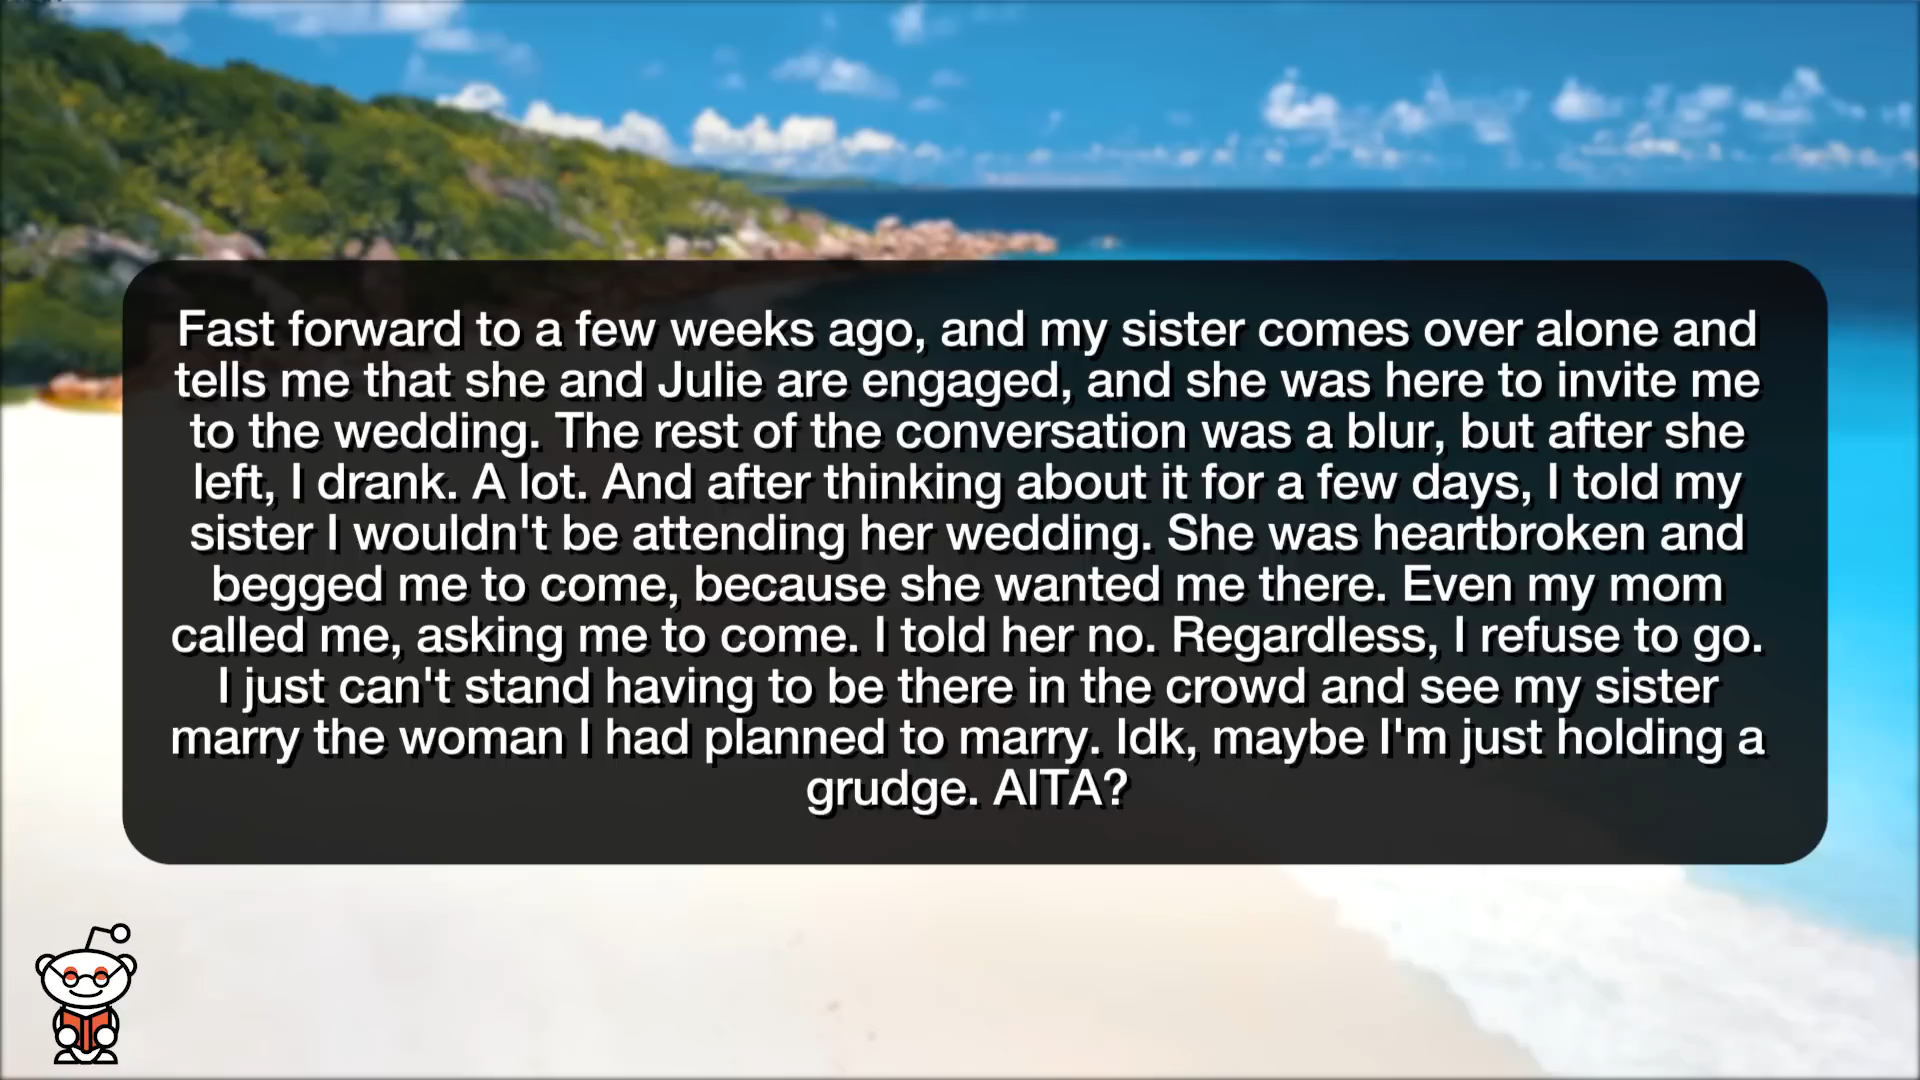 Fast forward to a few weeks ago, and my sister comes over alone and
tells me that she and Julie are engaged, and she was here to invite me
to the wedding. The rest of the conversation was a blur, but after she
left, I drank. A lot. And after thinking about it for a few days, I told my
sister I wouldn't be attending her wedding. She was heartbroken and
begged me to come, because she wanted me there. Even my mom
called me, asking me to come. I told her no. Regardless, I refuse to go.
I just can't stand having to be there in the crowd and see my sister
marry the woman I had planned to marry. Idk, maybe I'm just holding a
grudge. AITA?